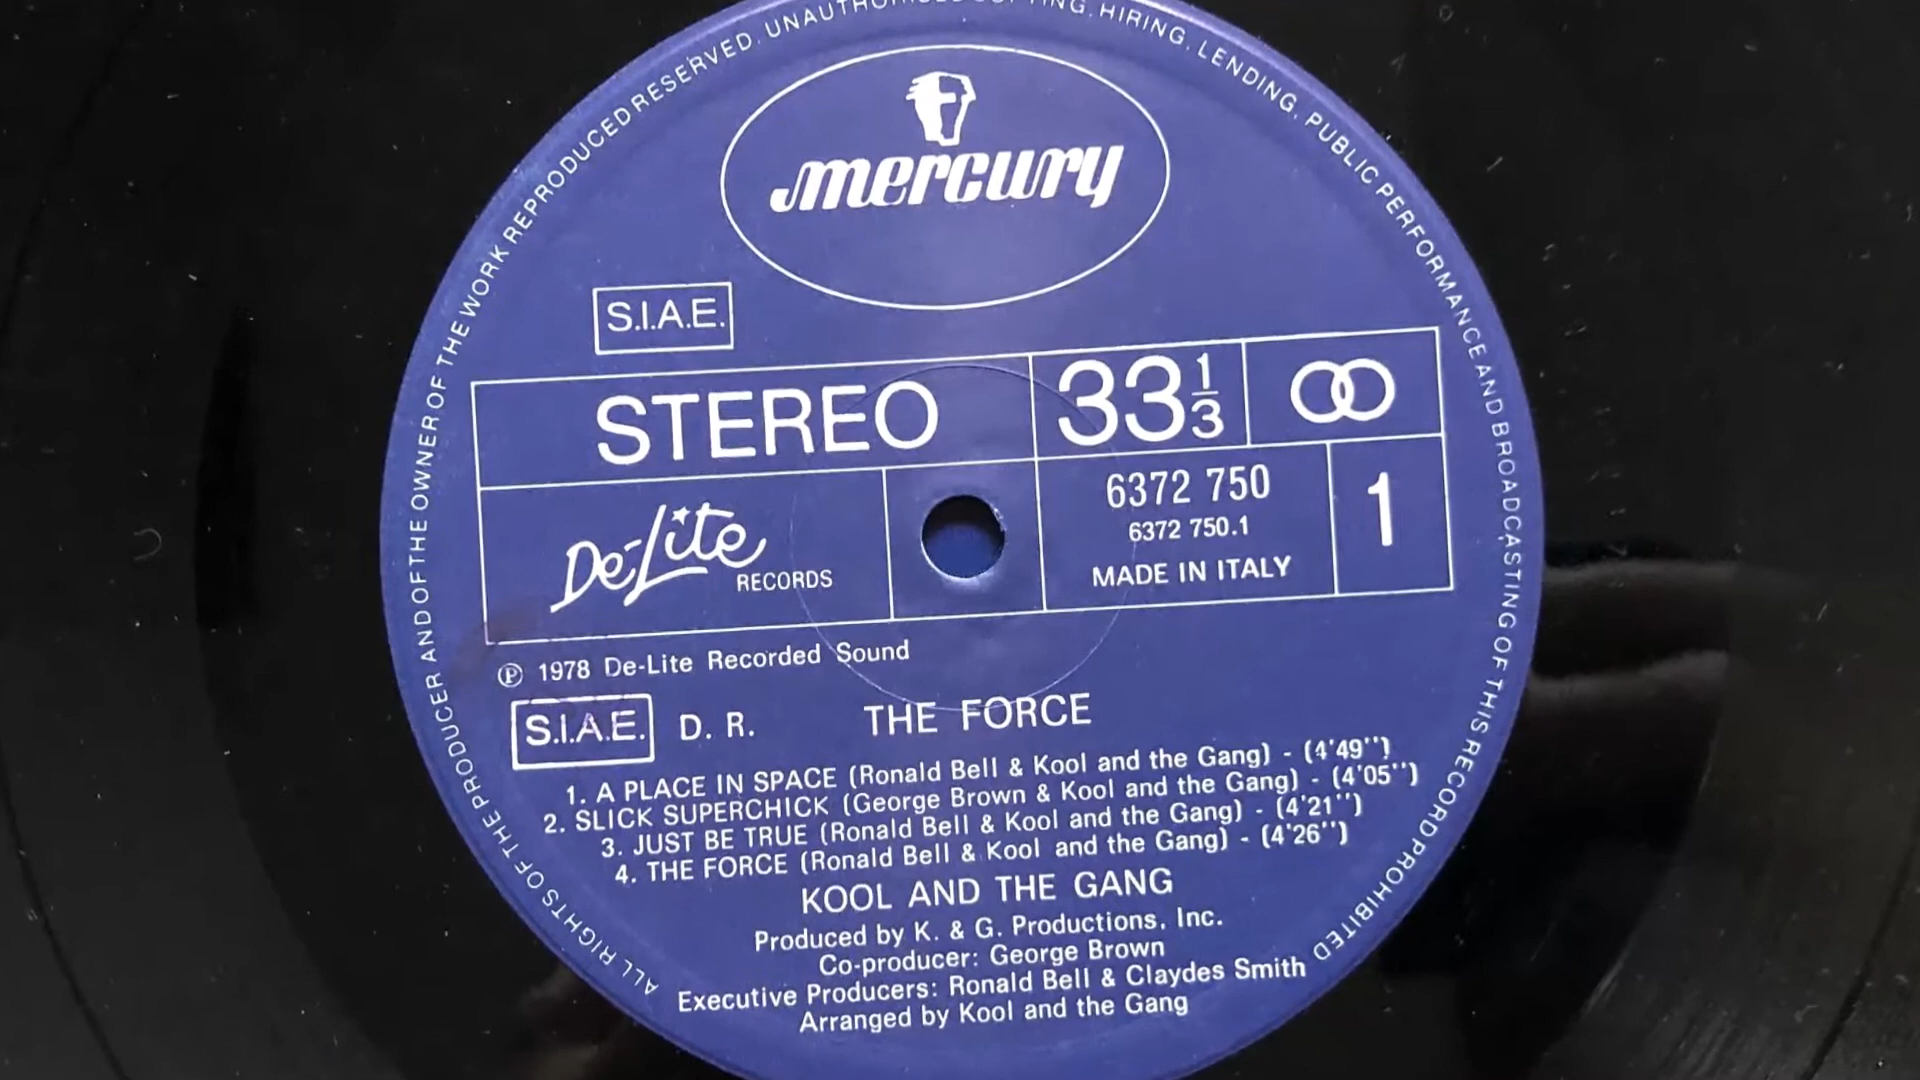 ALL RIGHTS OF THE PRODUCER AND OF THE OWNER OF THE WORK REPRODUCED RESERVED. UNAUTHORISED COPYING, HIRING, LENDING, PUBLIC PERFORMANCE AND BROADCASTING OF THIS RECORD PROHIBITED
mercury
S.I.A.E.
STEREO
33 1/3
De-Lite
RECORDS
6372 750
6372 750.1
MADE IN ITALY
1
℗ 1978 De-Lite Recorded Sound
S.I.A.E. D. R.
THE FORCE
1. A PLACE IN SPACE (Ronald Bell & Kool and the Gang) - (4'49'')
2. SLICK SUPERCHICK (George Brown & Kool and the Gang) - (4'05'')
3. JUST BE TRUE (Ronald Bell & Kool and the Gang) - (4'21'')
4. THE FORCE (Ronald Bell & Kool and the Gang) - (4'26'')
KOOL AND THE GANG
Produced by K. & G. Productions, Inc.
Co-producer: George Brown
Executive Producers: Ronald Bell & Claydes Smith
Arranged by Kool and the Gang